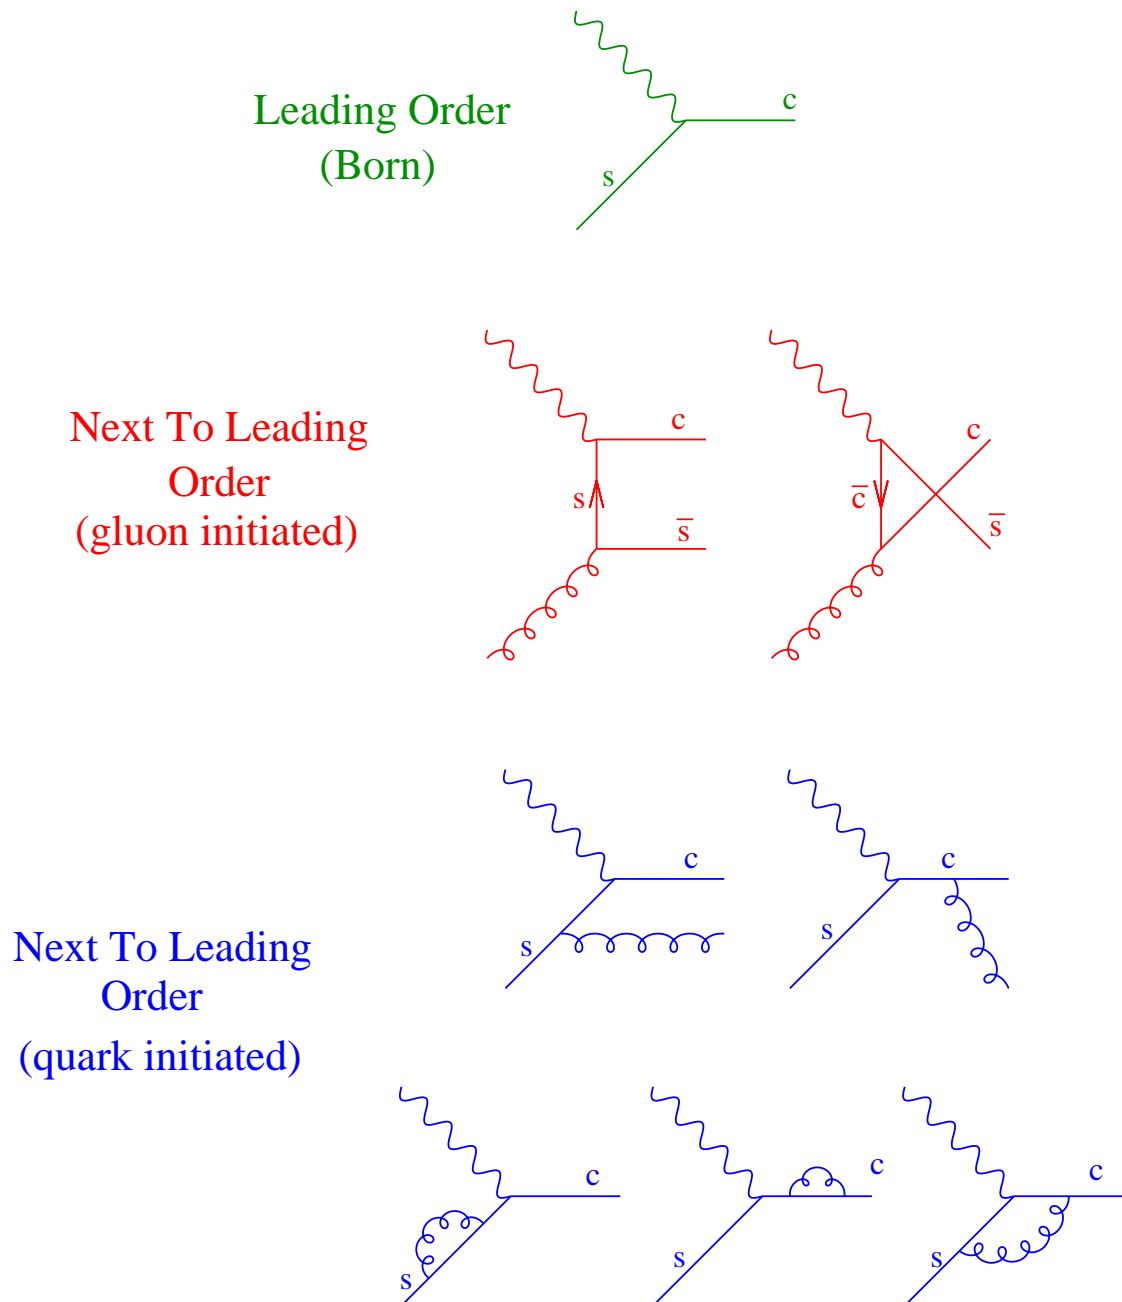 Leading Order
(Born)
c
s
Next To Leading
Order
(gluon initiated)
c
s
s̅
c
c̅
s̅
Next To Leading
Order
(quark initiated)
c
s
c
s
c
s
c
s
c
s